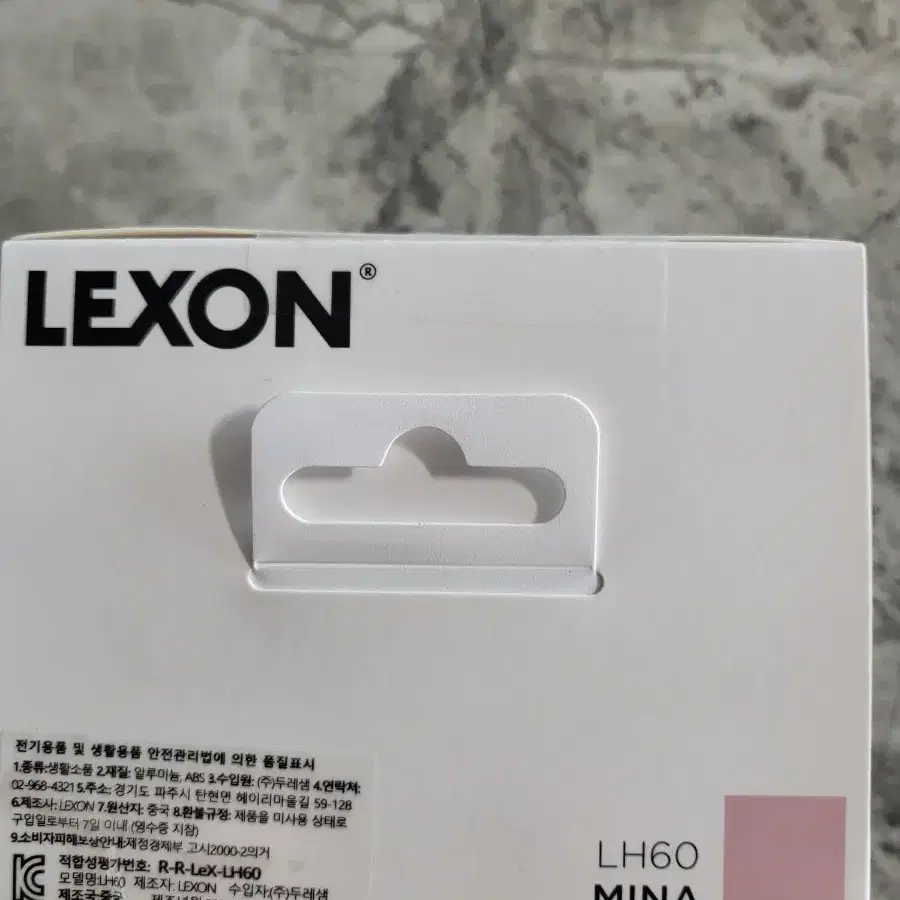 LEXON®
전기용품 및 생활용품 안전관리법에 의한 품질표시
1.종류:생활소품 2.재질: 알루미늄, ABS 3.수입원: (주)두레샘 4.연락처:
02-968-4321 5.주소: 경기도 파주시 탄현면 헤이리마을길 59-128
6.제조사: LEXON 7.원산지: 중국 8.환불규정: 제품을 미사용 상태로
구입일로부터 7일 이내 (영수증 지참)
9.소비자피해보상안내:제정경제부 고시2000-2의거
적합성평가번호: R-R-LeX-LH60
모델명:LH60 제조자: LEXON 수입자:(주)두레샘
제조국:중국
LH60
MINA